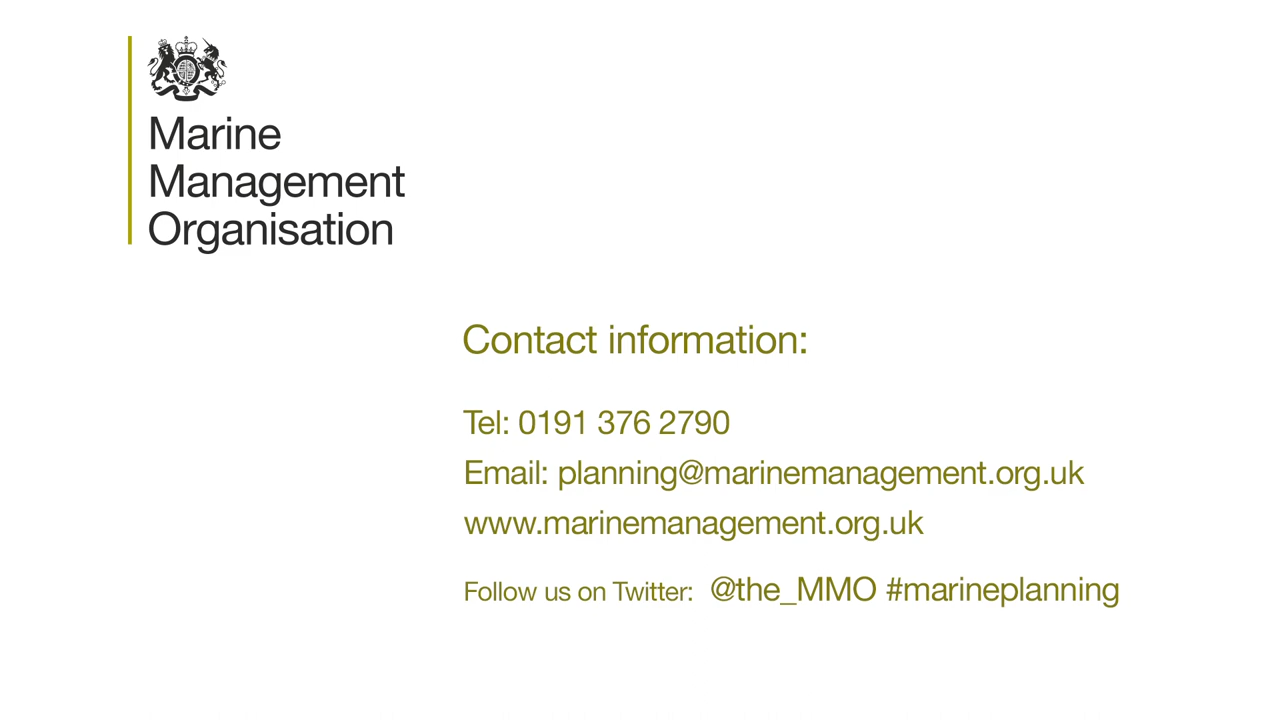 Marine
Management
Organisation
Contact information:
Tel: 0191 376 2790
Email: planning@marinemanagement.org.uk
www.marinemanagement.org.uk
Follow us on Twitter: @the_MMO #marineplanning